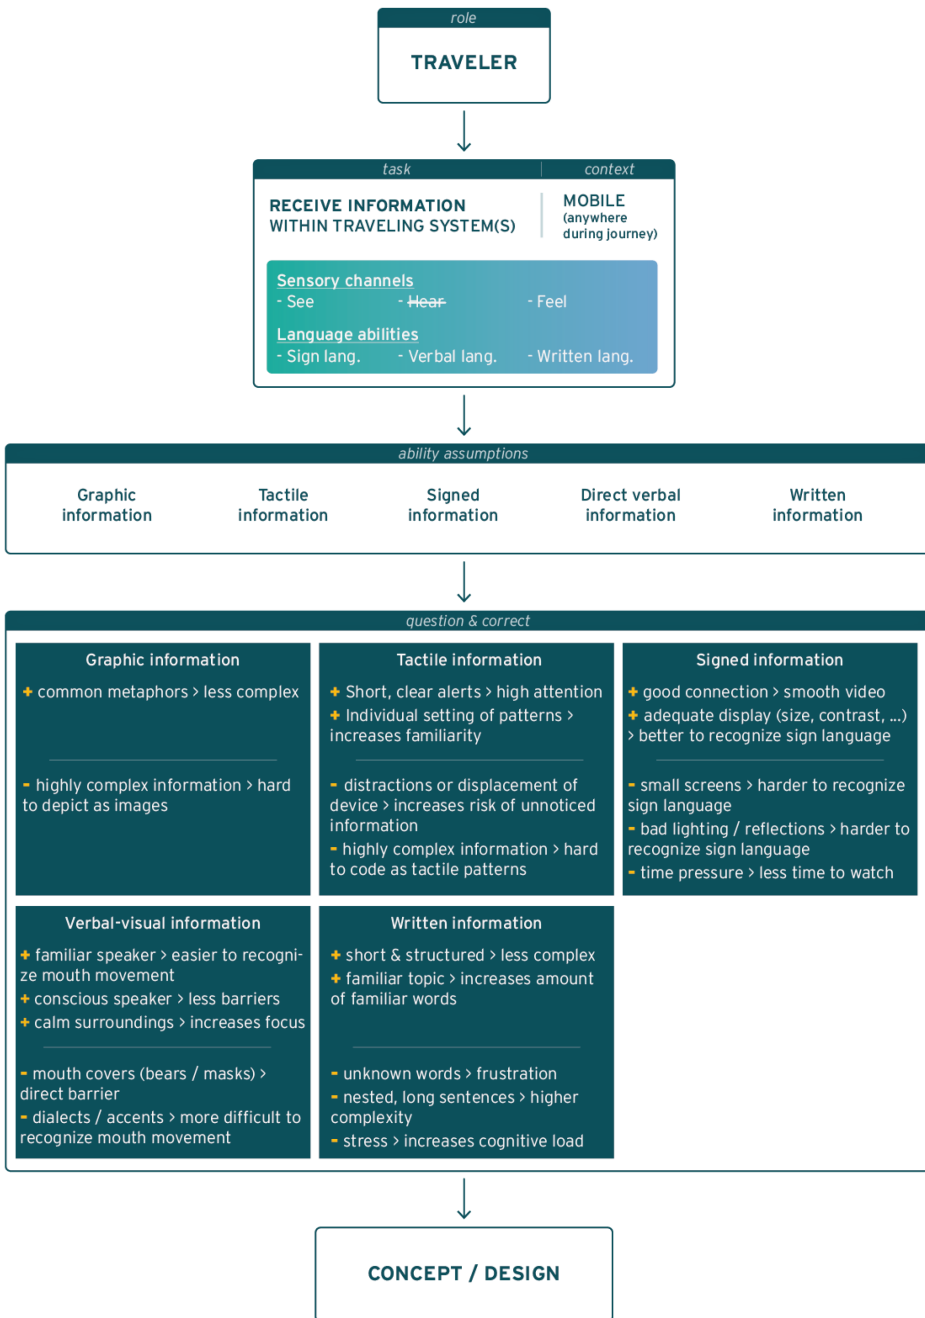 role
TRAVELER
task
context
RECEIVE INFORMATION
WITHIN TRAVELING SYSTEM(S)
MOBILE
(anywhere
during journey)
Sensory channels
- See
- Hear
- Feel
Language abilities
- Sign lang.
- Verbal lang.
- Written lang.
ability assumptions
Graphic
information
Tactile
information
Signed
information
Direct verbal
information
Written
information
question & correct
Graphic information
+ common metaphors > less complex
- highly complex information > hard
to depict as images
Tactile information
+ Short, clear alerts > high attention
+ Individual setting of patterns >
increases familiarity
- distractions or displacement of
device > increases risk of unnoticed
information
- highly complex information > hard
to code as tactile patterns
Signed information
+ good connection > smooth video
+ adequate display (size, contrast, ...)
> better to recognize sign language
- small screens > harder to recognize
sign language
- bad lighting / reflections > harder to
recognize sign language
- time pressure > less time to watch
Verbal-visual information
+ familiar speaker > easier to recogni-
ze mouth movement
+ conscious speaker > less barriers
+ calm surroundings > increases focus
- mouth covers (bears / masks) >
direct barrier
- dialects / accents > more difficult to
recognize mouth movement
Written information
+ short & structured > less complex
+ familiar topic > increases amount
of familiar words
- unknown words > frustration
- nested, long sentences > higher
complexity
- stress > increases cognitive load
CONCEPT / DESIGN